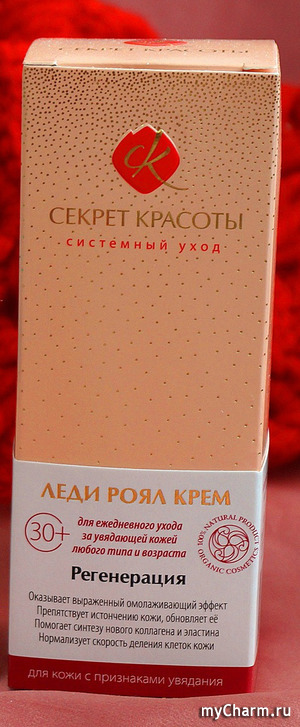 СЕКРЕТ КРАСОТЫ
СК
СЕКРЕТ КРАСОТЫ
системный уход
ЛЕДИ РОЯЛ КРЕМ
30+
для ежедневного ухода
за увядающей кожей
любого типа и возраста
100% NATURAL PRODUCT
ORGANIC COSMETICS
Регенерация
Оказывает выраженный омолаживающий эффект
Препятствует истончению кожи, обновляет её
Помогает синтезу нового коллагена и эластина
Нормализует скорость деления клеток кожи
для кожи с признаками увядания
myCharm.ru